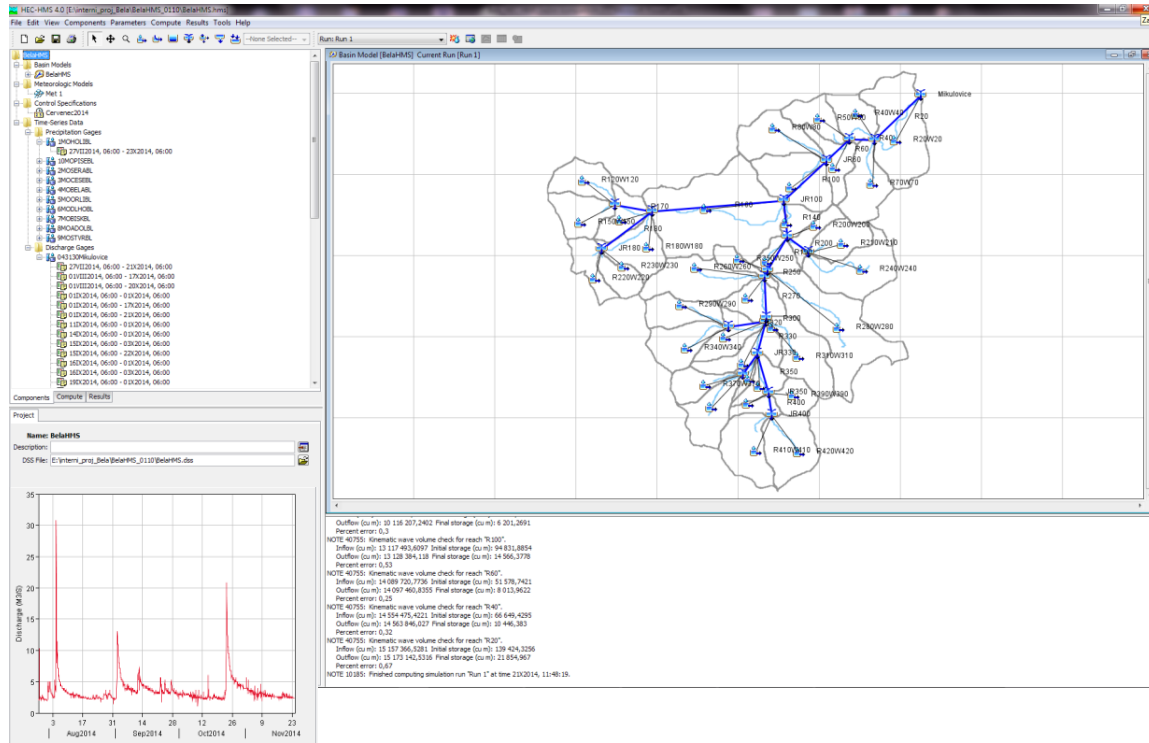 HEC-HMS 4.0 [E:\interni_proj_Bela\BelaHMS_0110\BelaHMS.hms]
File Edit View Components Parameters Compute Results Tools Help
--None Selected--
Run: Run 1
BelaHMS
Basin Models
BelaHMS
Meteorologic Models
Met 1
Control Specifications
Cervenec2014
Time-Series Data
Precipitation Gages
1MOHOLIBL
27VII2014, 06:00 - 23X2014, 06:00
10MOPISEBL
2MOSERABL
3MOCESEBL
4MOBELABL
5MOORLIBL
6MODLHOBL
7MOBISKBL
8MOADOLBL
9MOSTVRBL
Discharge Gages
043130Mikulovice
27VII2014, 06:00 - 21X2014, 06:00
01VIII2014, 06:00 - 17X2014, 06:00
01VIII2014, 06:00 - 20X2014, 06:00
01IX2014, 06:00 - 01X2014, 06:00
01IX2014, 06:00 - 17X2014, 06:00
01IX2014, 06:00 - 21X2014, 06:00
11IX2014, 06:00 - 01X2014, 06:00
14IX2014, 06:00 - 01X2014, 06:00
15IX2014, 06:00 - 03X2014, 06:00
15IX2014, 06:00 - 22X2014, 06:00
16IX2014, 06:00 - 03X2014, 06:00
19IX2014, 06:00 - 01X2014, 06:00
Components Compute Results
Project
Name: BelaHMS
Description:
DSS File: E:\interni_proj_Bela\BelaHMS_0110\BelaHMS.dss
35
30
25
20
15
10
5
0
Discharge (M3/S)
3 17 31 14 28 12 26 9 23
Aug2014 Sep2014 Oct2014 Nov2014
Basin Model [BelaHMS] Current Run [Run 1]
Mikulovice
R40W40
R20
R20W20
R60
JR60
R70W70
R100
R120W120
R170
JR100
R140
R200W200
R180
R180W180
JR180
R200
R210W210
R230W230
R260W260
R250
R240W240
R220W220
R270
R290W290
R300
R280W280
R330
R340W340
JR330
R310W310
R350
JR350
R390W390
R400
JR400
R410W410
R420W420
Outflow (cu m): 10 116 207,2402 Final storage (cu m): 6 201,2691
Percent error: 0,3
NOTE 40755: Kinematic wave volume check for reach "R100".
Inflow (cu m): 13 117 493,6097 Initial storage (cu m): 94 831,8854
Outflow (cu m): 13 128 384,118 Final storage (cu m): 14 566,3778
Percent error: 0,53
NOTE 40755: Kinematic wave volume check for reach "R60".
Inflow (cu m): 14 089 720,7736 Initial storage (cu m): 51 578,7421
Outflow (cu m): 14 097 460,8355 Final storage (cu m): 8 013,9622
Percent error: 0,25
NOTE 40755: Kinematic wave volume check for reach "R40".
Inflow (cu m): 14 554 475,4221 Initial storage (cu m): 66 649,4295
Outflow (cu m): 14 563 846,027 Final storage (cu m): 10 446,383
Percent error: 0,32
NOTE 40755: Kinematic wave volume check for reach "R20".
Inflow (cu m): 15 157 366,5281 Initial storage (cu m): 139 424,3256
Outflow (cu m): 15 173 142,5316 Final storage (cu m): 21 854,967
Percent error: 0,67
NOTE 10185: Finished computing simulation run "Run 1" at time 21X2014, 11:48:19.